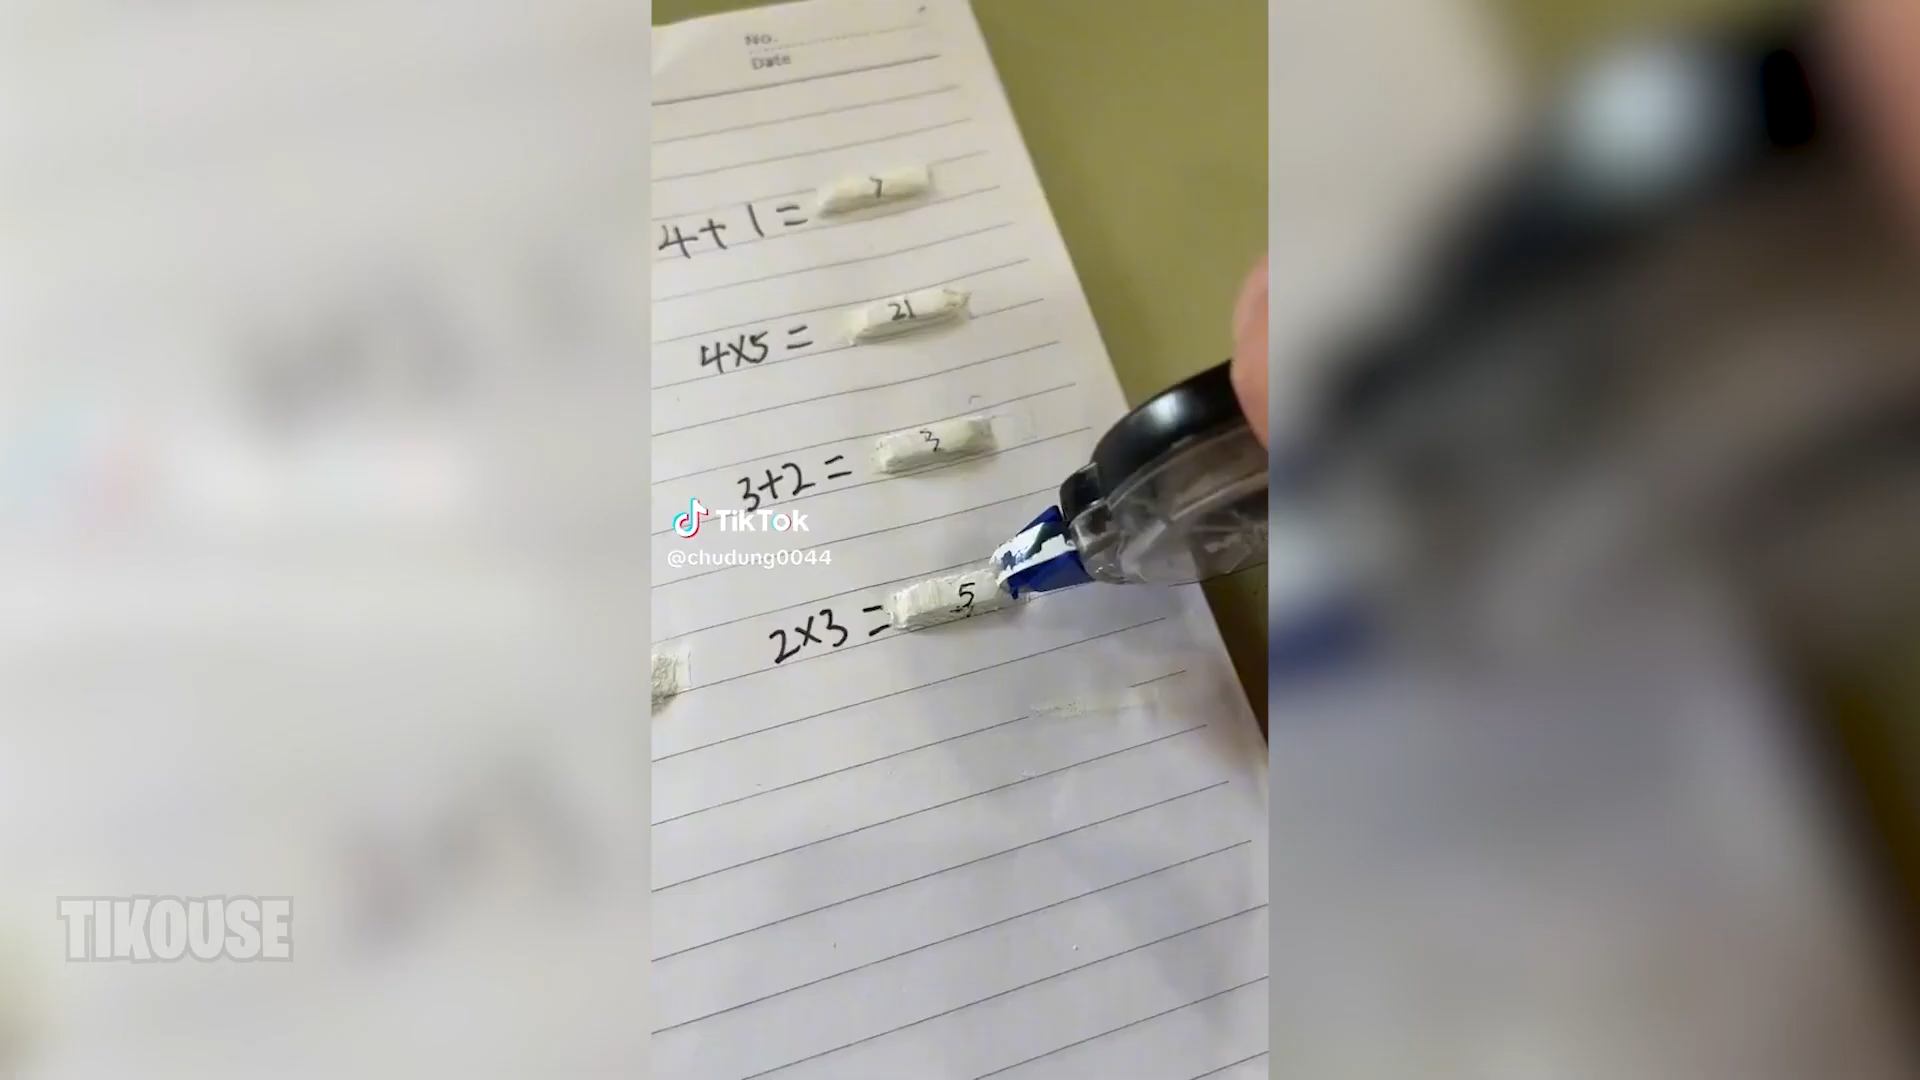 No.
Date
4+1= 7
4x5= 21
3+2= 3
TikTok
@chudung0044
2x3= 5
TIKOUSE